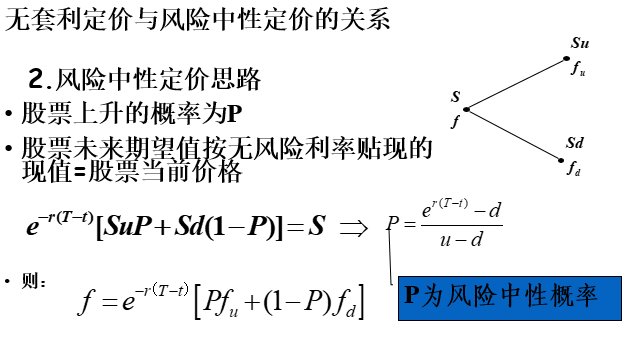 无套利定价与风险中性定价的关系
2.风险中性定价思路
• 股票上升的概率为P
• 股票未来期望值按无风险利率贴现的
现值=股票当前价格
Su
f_u
S
f
Sd
f_d
e^{-r(T-t)}[SuP+Sd(1-P)]=S ⇒ P = \frac{e^{r(T-t)}-d}{u-d}
• 则:
f = e^{-r(T-t)}[Pf_u+(1-P)f_d]
P为风险中性概率